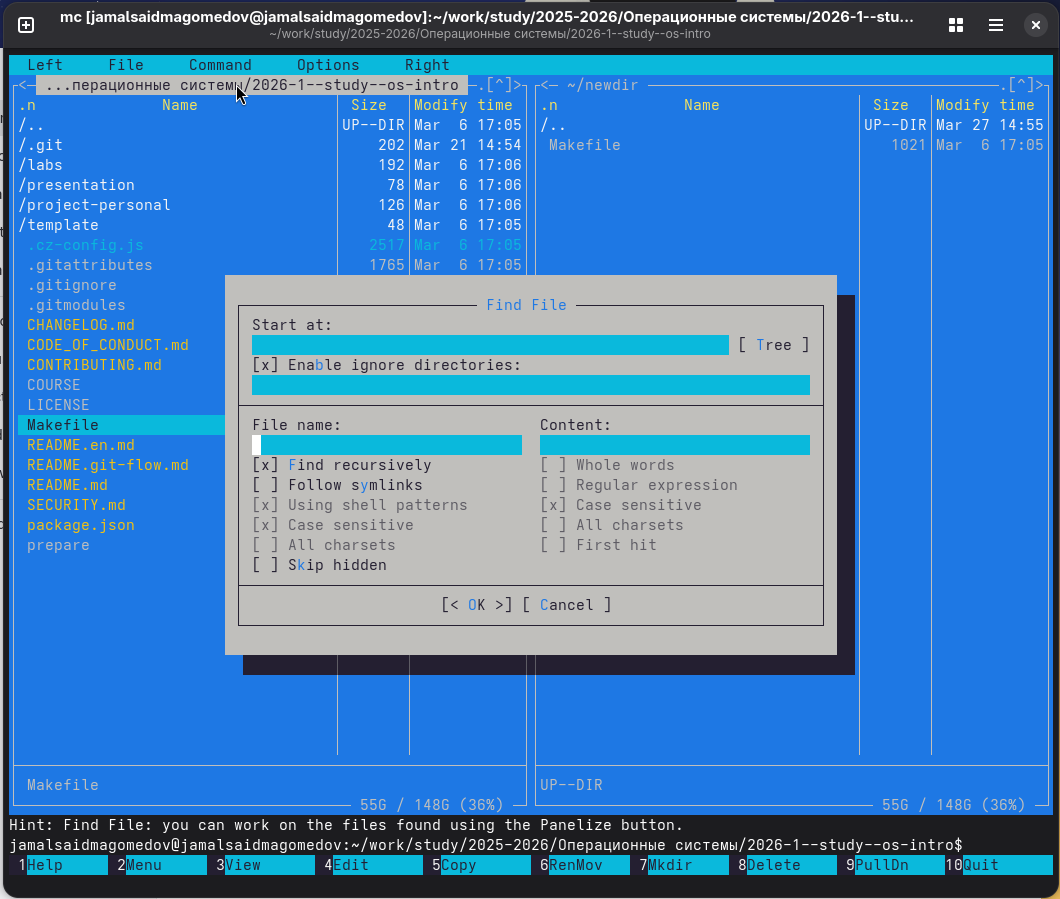 mc [jamalsaidmagomedov@jamalsaidmagomedov]:~/work/study/2025-2026/Операционные системы/2026-1--stu...
~/work/study/2025-2026/Операционные системы/2026-1--study--os-intro
Left File Command Options Right
<— ...перационные системы/2026-1--study--os-intro .[^]> <— ~/newdir .[^]>
.n Name Size Modify time .n Name Size Modify time
/.. UP--DIR Mar 6 17:05 /.. UP--DIR Mar 27 14:55
/.git 202 Mar 21 14:54 Makefile 1021 Mar 6 17:05
/labs 192 Mar 6 17:06
/presentation 78 Mar 6 17:06
/project-personal 126 Mar 6 17:06
/template 48 Mar 6 17:05
.cz-config.js 2517 Mar 6 17:05
.gitattributes 1765 Mar 6 17:05
.gitignore
.gitmodules
CHANGELOG.md
CODE_OF_CONDUCT.md
CONTRIBUTING.md
COURSE
LICENSE
Makefile
README.en.md
README.git-flow.md
README.md
SECURITY.md
package.json
prepare
Find File
Start at:
[ Tree ]
[x] Enable ignore directories:
File name: Content:
[x] Find recursively [ ] Whole words
[ ] Follow symlinks [ ] Regular expression
[x] Using shell patterns [x] Case sensitive
[x] Case sensitive [ ] All charsets
[ ] All charsets [ ] First hit
[ ] Skip hidden
[< OK >] [ Cancel ]
Makefile UP--DIR
55G / 148G (36%) 55G / 148G (36%)
Hint: Find File: you can work on the files found using the Panelize button.
jamalsaidmagomedov@jamalsaidmagomedov:~/work/study/2025-2026/Операционные системы/2026-1--study--os-intro$
1Help 2Menu 3View 4Edit 5Copy 6RenMov 7Mkdir 8Delete 9PullDn 10Quit